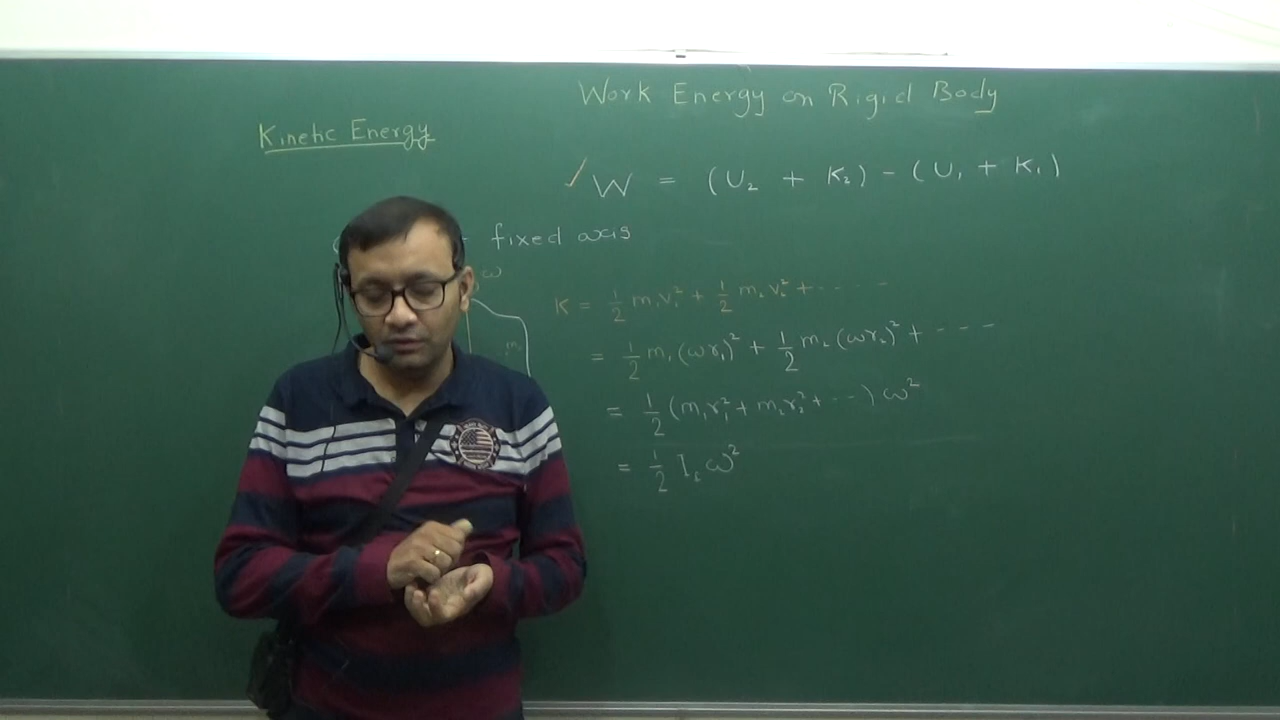 Work Energy on Rigid Body
Kinetic Energy
W = (U₂ + K₂) - (U₁ + K₁)
fixed axis
ω
K = 1/2 m₁v₁² + 1/2 m₂v₂² + - - - - -
= 1/2 m₁(ωr₁)² + 1/2 m₂(ωr₂)² + - - - -
m₁
= 1/2 (m₁r₁² + m₂r₂² + ---) ω²
= 1/2 I ω²